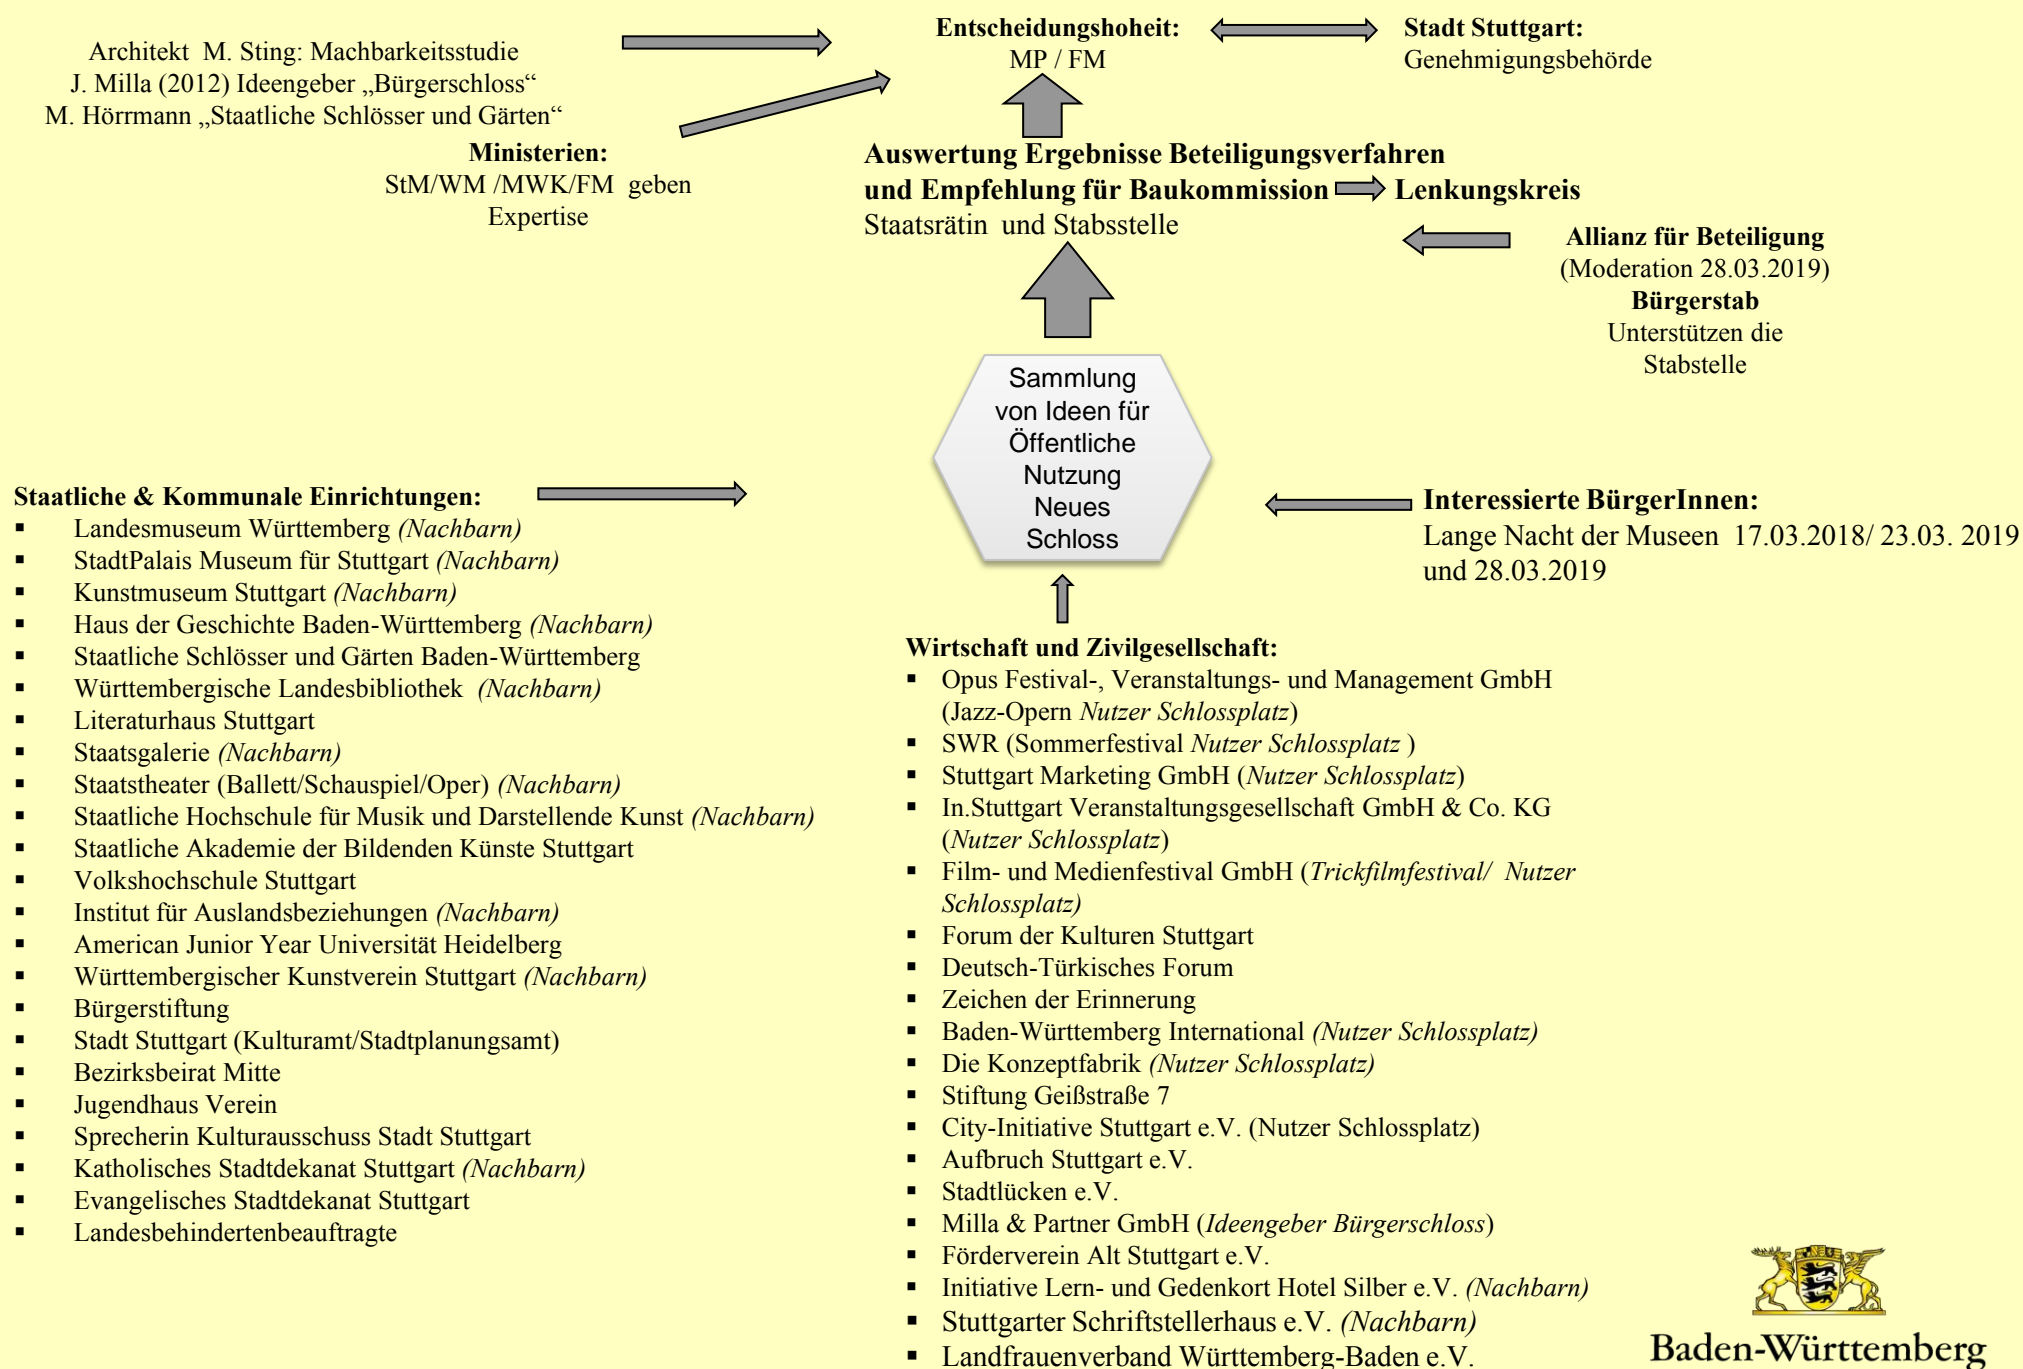 Architekt M. Sting: Machbarkeitsstudie
J. Milla (2012) Ideengeber „Bürgerschloss“
M. Hörrmann „Staatliche Schlösser und Gärten“
Entscheidungshoheit:
MP / FM
Stadt Stuttgart:
Genehmigungsbehörde
Ministerien:
StM/WM /MWK/FM geben
Expertise
Auswertung Ergebnisse Beteiligungsverfahren
und Empfehlung für Baukommission Lenkungskreis
Staatsrätin und Stabsstelle
Allianz für Beteiligung
(Moderation 28.03.2019)
Bürgerstab
Unterstützen die
Stabstelle
Sammlung
von Ideen für
Öffentliche
Nutzung
Neues
Schloss
Staatliche & Kommunale Einrichtungen:
▪ Landesmuseum Württemberg (Nachbarn)
▪ StadtPalais Museum für Stuttgart (Nachbarn)
▪ Kunstmuseum Stuttgart (Nachbarn)
▪ Haus der Geschichte Baden-Württemberg (Nachbarn)
▪ Staatliche Schlösser und Gärten Baden-Württemberg
▪ Württembergische Landesbibliothek (Nachbarn)
▪ Literaturhaus Stuttgart
▪ Staatsgalerie (Nachbarn)
▪ Staatstheater (Ballett/Schauspiel/Oper) (Nachbarn)
▪ Staatliche Hochschule für Musik und Darstellende Kunst (Nachbarn)
▪ Staatliche Akademie der Bildenden Künste Stuttgart
▪ Volkshochschule Stuttgart
▪ Institut für Auslandsbeziehungen (Nachbarn)
▪ American Junior Year Universität Heidelberg
▪ Württembergischer Kunstverein Stuttgart (Nachbarn)
▪ Bürgerstiftung
▪ Stadt Stuttgart (Kulturamt/Stadtplanungsamt)
▪ Bezirksbeirat Mitte
▪ Jugendhaus Verein
▪ Sprecherin Kulturausschuss Stadt Stuttgart
▪ Katholisches Stadtdekanat Stuttgart (Nachbarn)
▪ Evangelisches Stadtdekanat Stuttgart
▪ Landesbehindertenbeauftragte
Interessierte BürgerInnen:
Lange Nacht der Museen 17.03.2018/ 23.03. 2019
und 28.03.2019
Wirtschaft und Zivilgesellschaft:
▪ Opus Festival-, Veranstaltungs- und Management GmbH
(Jazz-Opern Nutzer Schlossplatz)
▪ SWR (Sommerfestival Nutzer Schlossplatz )
▪ Stuttgart Marketing GmbH (Nutzer Schlossplatz)
▪ In.Stuttgart Veranstaltungsgesellschaft GmbH & Co. KG
(Nutzer Schlossplatz)
▪ Film- und Medienfestival GmbH (Trickfilmfestival/ Nutzer
Schlossplatz)
▪ Forum der Kulturen Stuttgart
▪ Deutsch-Türkisches Forum
▪ Zeichen der Erinnerung
▪ Baden-Württemberg International (Nutzer Schlossplatz)
▪ Die Konzeptfabrik (Nutzer Schlossplatz)
▪ Stiftung Geißstraße 7
▪ City-Initiative Stuttgart e.V. (Nutzer Schlossplatz)
▪ Aufbruch Stuttgart e.V.
▪ Stadtlücken e.V.
▪ Milla & Partner GmbH (Ideengeber Bürgerschloss)
▪ Förderverein Alt Stuttgart e.V.
▪ Initiative Lern- und Gedenkort Hotel Silber e.V. (Nachbarn)
▪ Stuttgarter Schriftstellerhaus e.V. (Nachbarn)
▪ Landfrauenverband Württemberg-Baden e.V.
Baden-Württemberg